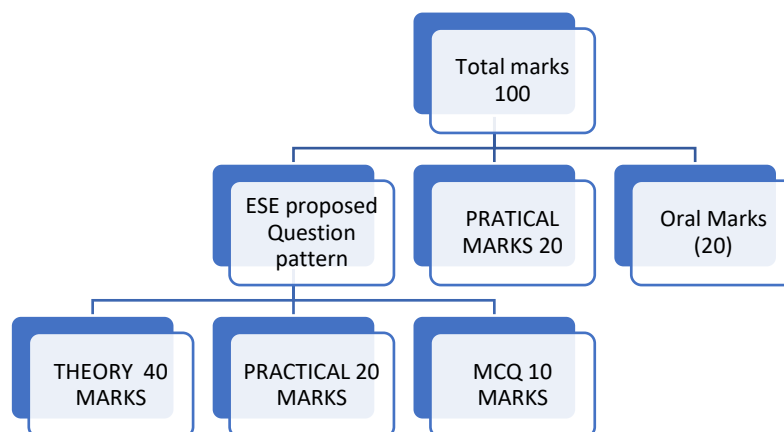 Total marks
100
ESE proposed
Question
pattern
PRATICAL
MARKS 20
Oral Marks
(20)
THEORY 40
MARKS
PRACTICAL 20
MARKS
MCQ 10
MARKS